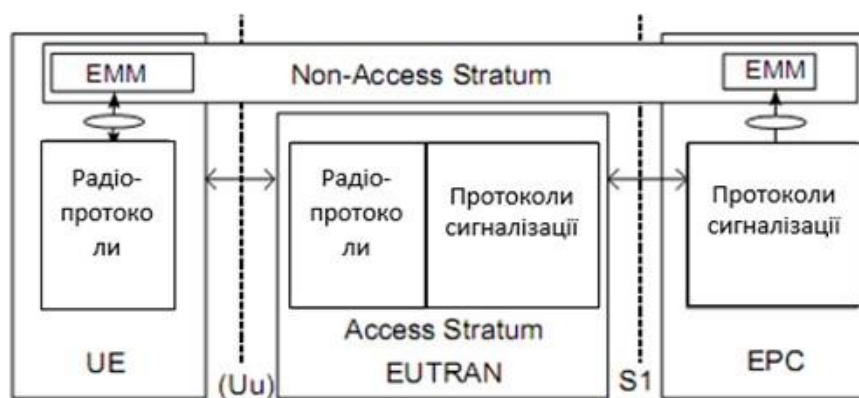 EMM
Non-Access Stratum
EMM
Радіо-
протоко
ли
Радіо-
протоко
ли
Протоколи
сигналізації
Протоколи
сигналізації
Access Stratum
UE
(Uu)
EUTRAN
S1
EPC